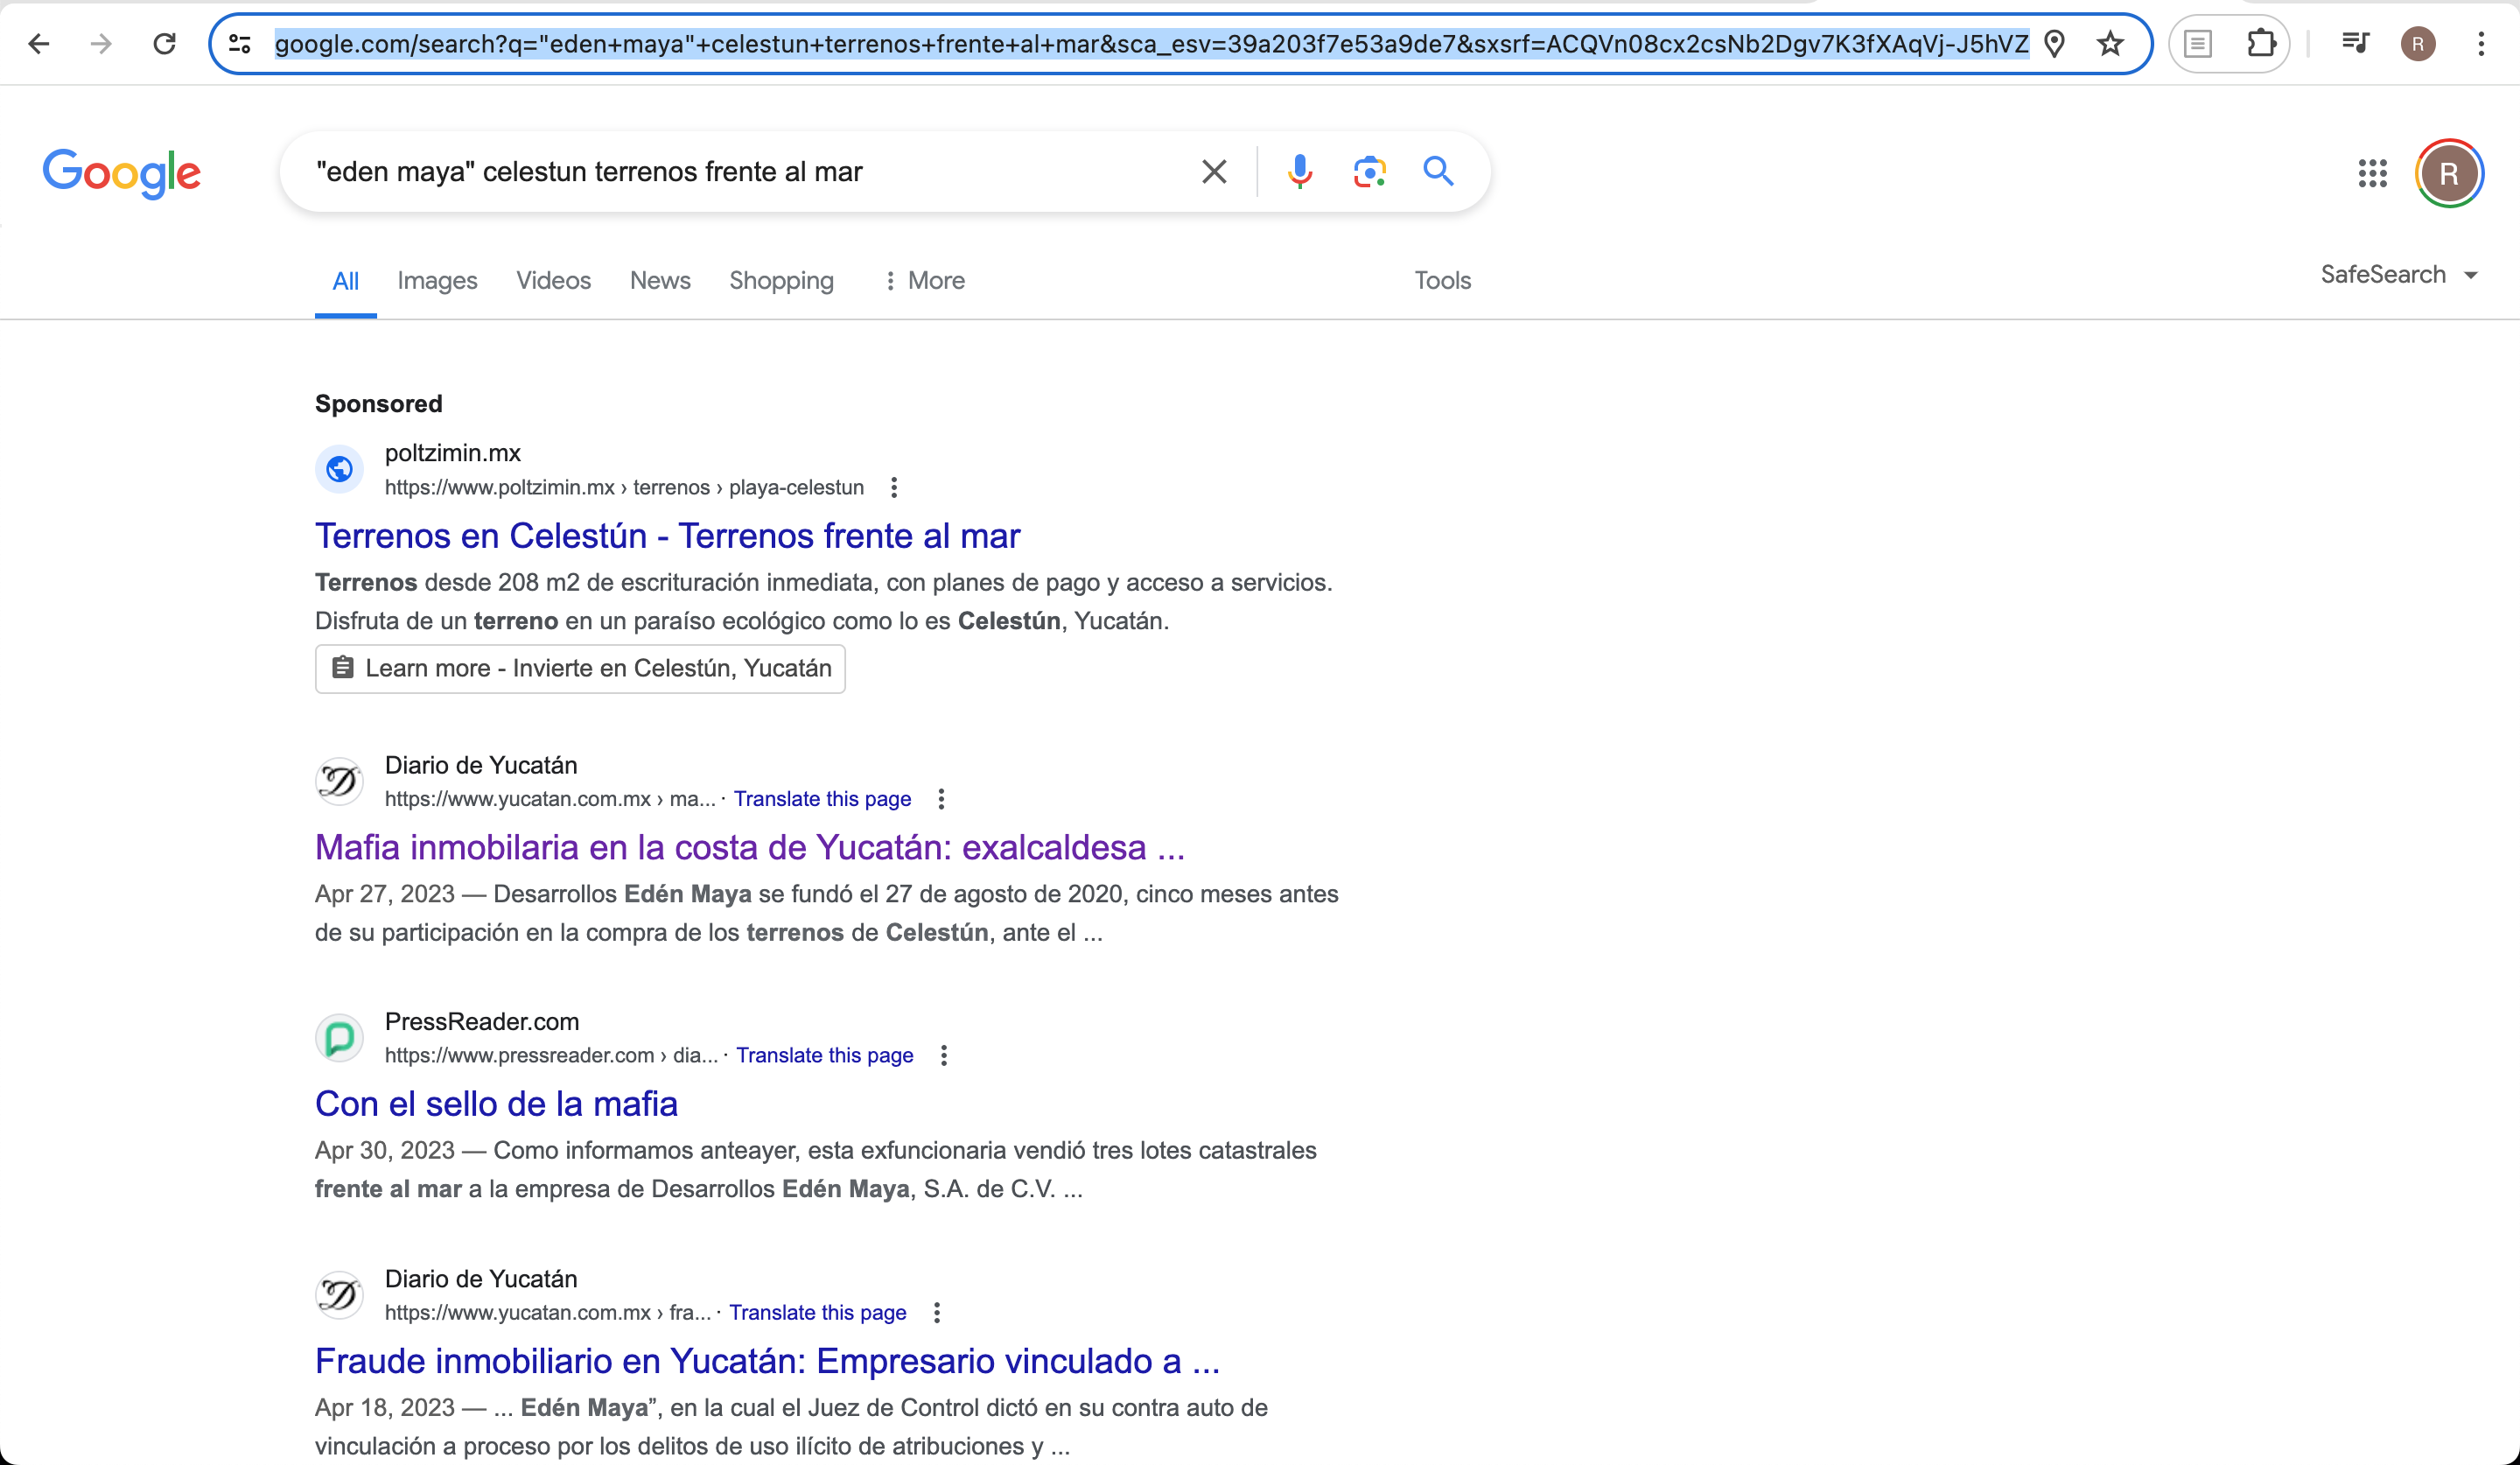 google.com/search?q="eden+maya"+celestun+terrenos+frente+al+mar&sca_esv=39a203f7e53a9de7&sxsrf=ACQVn08cx2csNb2Dgv7K3fXAqVj-J5hVZ
R
Google
"eden maya" celestun terrenos frente al mar
R
All Images Videos News Shopping More Tools SafeSearch
Sponsored
poltzimin.mx
https://www.poltzimin.mx › terrenos › playa-celestun
Terrenos en Celestún - Terrenos frente al mar
Terrenos desde 208 m2 de escrituración inmediata, con planes de pago y acceso a servicios.
Disfruta de un terreno en un paraíso ecológico como lo es Celestún, Yucatán.
Learn more - Invierte en Celestún, Yucatán
Diario de Yucatán
https://www.yucatan.com.mx › ma... · Translate this page
Mafia inmobilaria en la costa de Yucatán: exalcaldesa ...
Apr 27, 2023 — Desarrollos Edén Maya se fundó el 27 de agosto de 2020, cinco meses antes
de su participación en la compra de los terrenos de Celestún, ante el ...
PressReader.com
https://www.pressreader.com › dia... · Translate this page
Con el sello de la mafia
Apr 30, 2023 — Como informamos anteayer, esta exfuncionaria vendió tres lotes catastrales
frente al mar a la empresa de Desarrollos Edén Maya, S.A. de C.V. ...
Diario de Yucatán
https://www.yucatan.com.mx › fra... · Translate this page
Fraude inmobiliario en Yucatán: Empresario vinculado a ...
Apr 18, 2023 — ... Edén Maya”, en la cual el Juez de Control dictó en su contra auto de
vinculación a proceso por los delitos de uso ilícito de atribuciones y ...